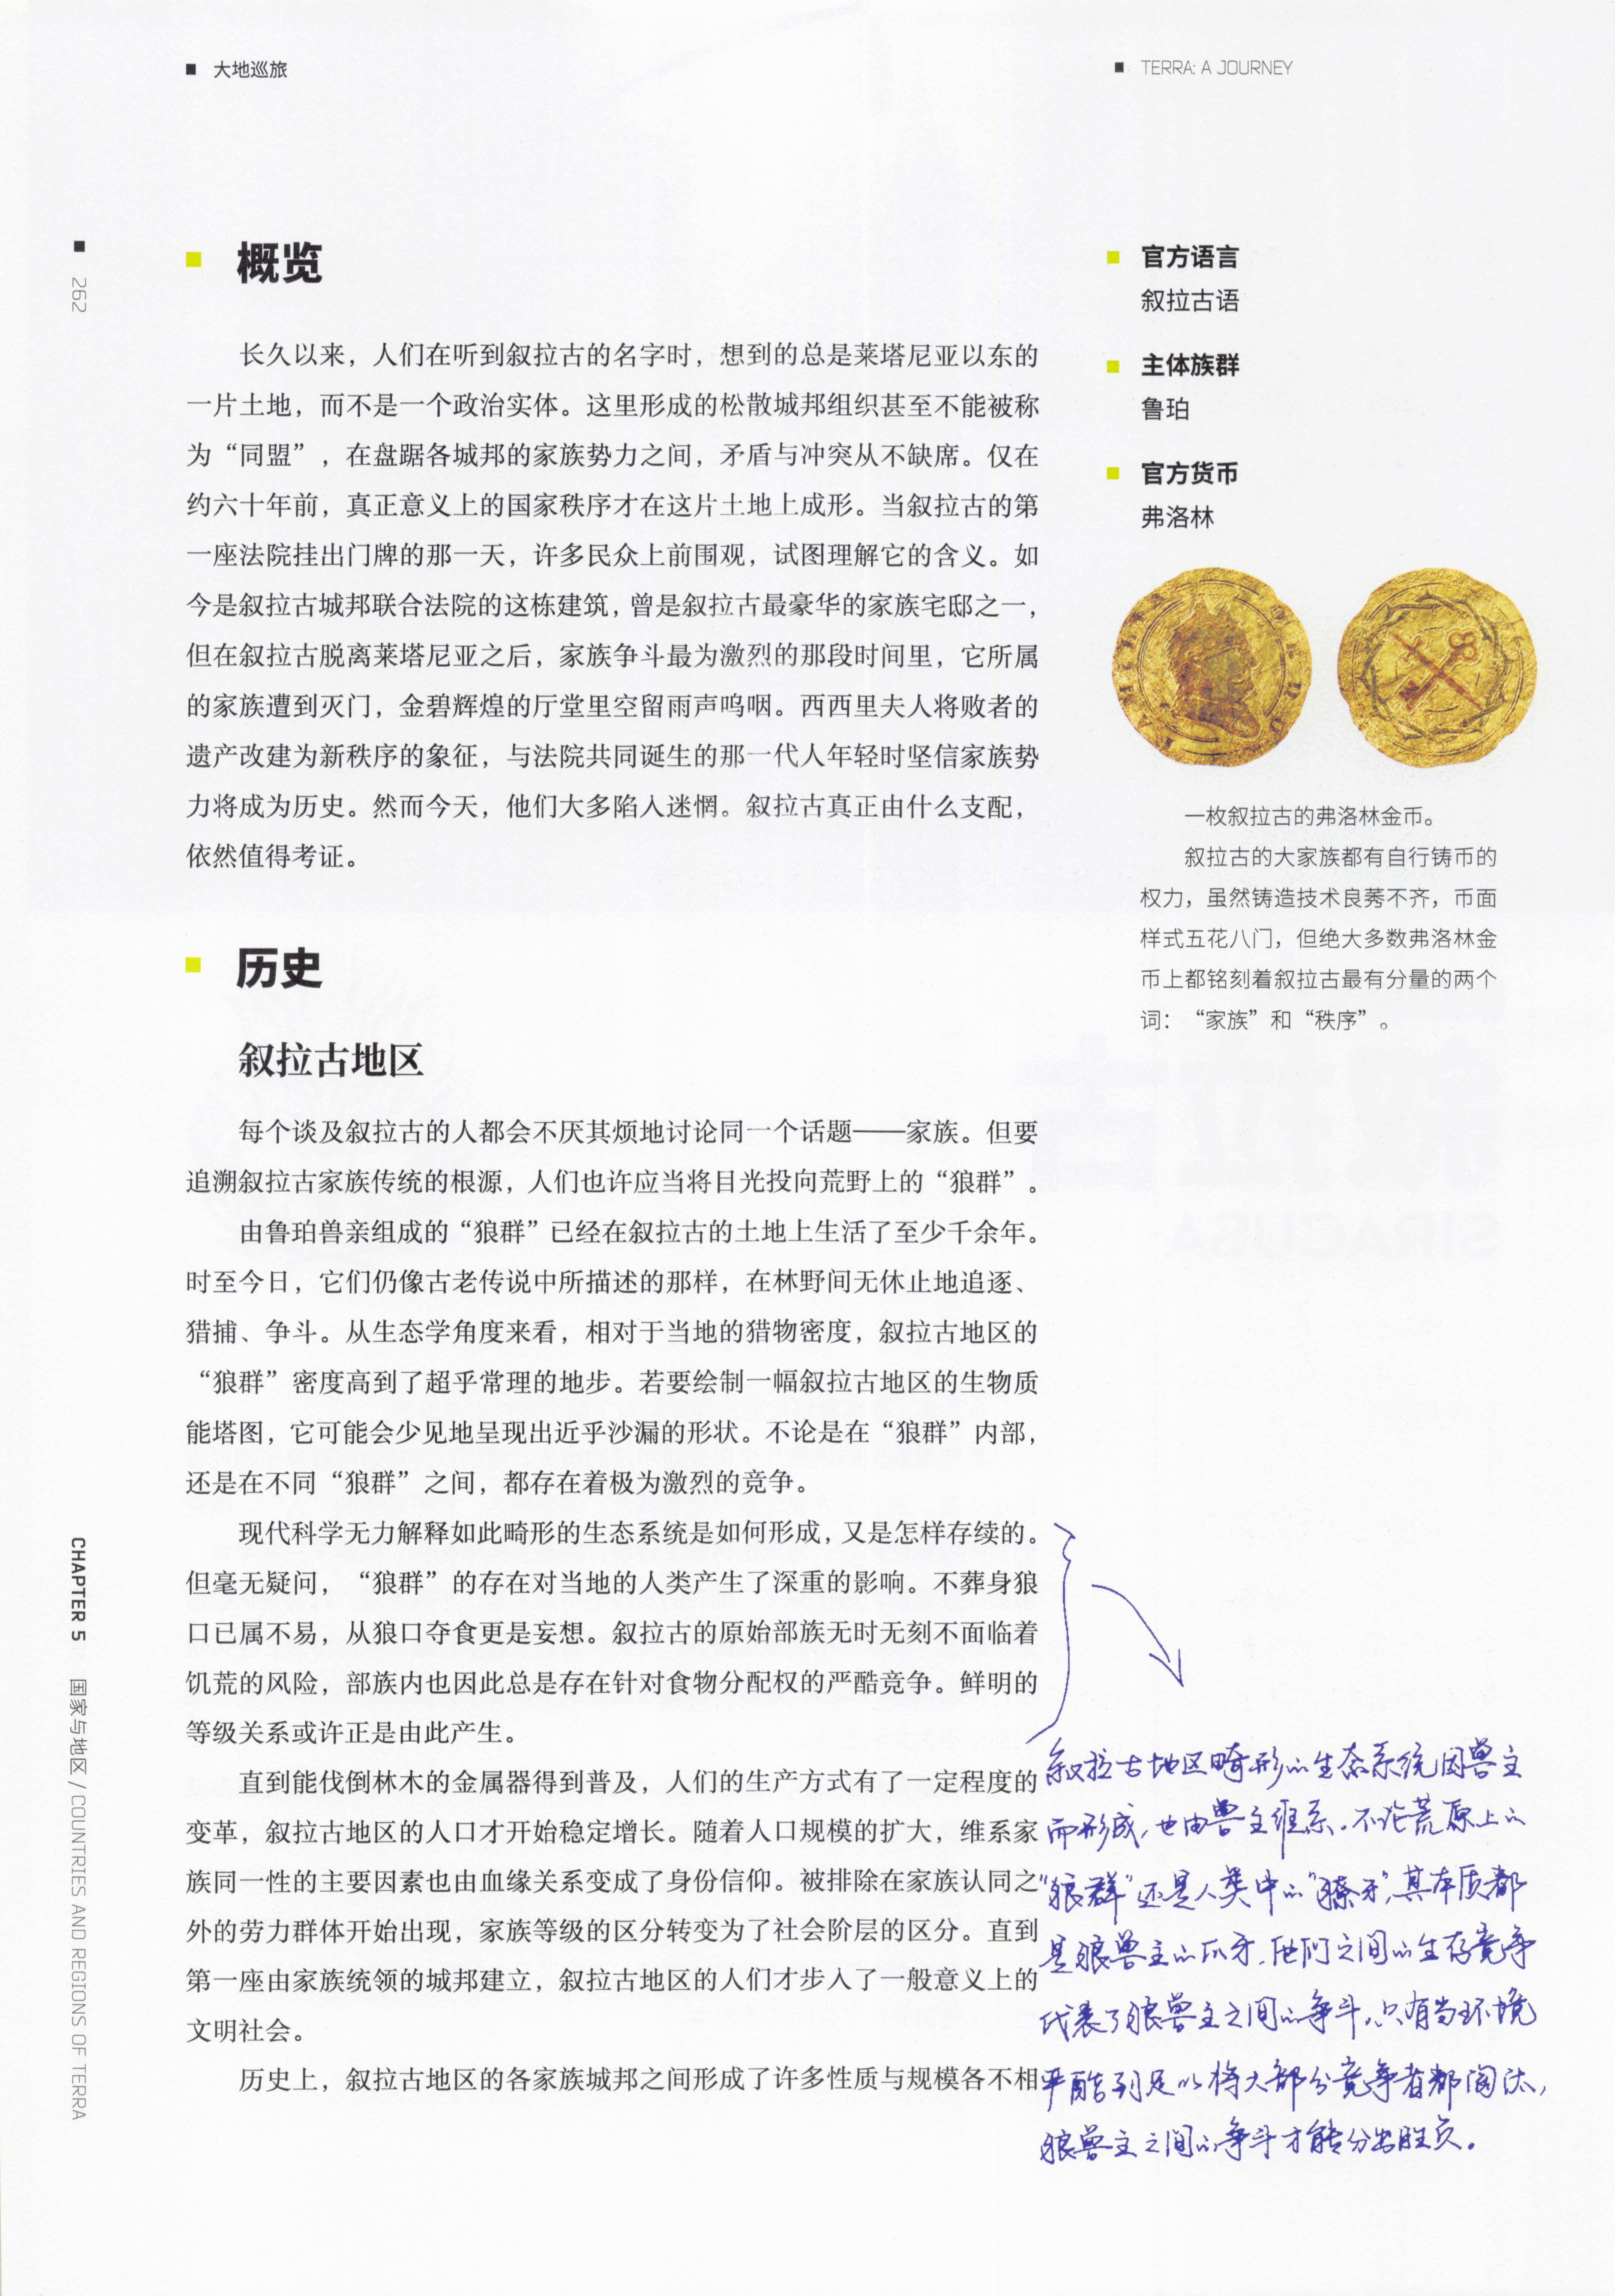 ■ 大地巡旅
■ TERRA: A JOURNEY
■ 262
概览
长久以来，人们在听到叙拉古的名字时，想到的总是莱塔尼亚以东的
一片土地，而不是一个政治实体。这里形成的松散城邦组织甚至不能被称
为“同盟”，在盘踞各城邦的家族势力之间，矛盾与冲突从不缺席。仅在
约六十年前，真正意义上的国家秩序才在这片土地上成形。当叙拉古的第
一座法院挂出门牌的那一天，许多民众上前围观，试图理解它的含义。如
今是叙拉古城邦联合法院的这栋建筑，曾是叙拉古最豪华的家族宅邸之一，
但在叙拉古脱离莱塔尼亚之后，家族争斗最为激烈的那段时间里，它所属
的家族遭到灭门，金碧辉煌的厅堂里空留雨声呜咽。西西里夫人将败者的
遗产改建为新秩序的象征，与法院共同诞生的那一代人年轻时坚信家族势
力将成为历史。然而今天，他们大多陷入迷惘。叙拉古真正由什么支配，
依然值得考证。
历史
叙拉古地区
每个谈及叙拉古的人都会不厌其烦地讨论同一个话题——家族。但要
追溯叙拉古家族传统的根源，人们也许应当将目光投向荒野上的“狼群”。
由鲁珀兽亲组成的“狼群”已经在叙拉古的土地上生活了至少千余年。
时至今日，它们仍像古老传说中所描述的那样，在林野间无休止地追逐、
猎捕、争斗。从生态学角度来看，相对于当地的猎物密度，叙拉古地区的
“狼群”密度高到了超乎常理的地步。若要绘制一幅叙拉古地区的生物质
能塔图，它可能会少见地呈现出近乎沙漏的形状。不论是在“狼群”内部，
还是在不同“狼群”之间，都存在着极为激烈的竞争。
现代科学无力解释如此畸形的生态系统是如何形成，又是怎样存续的。
但毫无疑问，“狼群”的存在对当地的人类产生了深重的影响。不葬身狼
口已属不易，从狼口夺食更是妄想。叙拉古的原始部族无时无刻不面临着
饥荒的风险，部族内也因此总是存在针对食物分配权的严酷竞争。鲜明的
等级关系或许正是由此产生。
直到能伐倒林木的金属器得到普及，人们的生产方式有了一定程度的
变革，叙拉古地区的人口才开始稳定增长。随着人口规模的扩大，维系家
族同一性的主要因素也由血缘关系变成了身份信仰。被排除在家族认同之
外的劳力群体开始出现，家族等级的区分转变为了社会阶层的区分。直到
第一座由家族统领的城邦建立，叙拉古地区的人们才步入了一般意义上的
文明社会。
历史上，叙拉古地区的各家族城邦之间形成了许多性质与规模各不相
官方语言
叙拉古语
主体族群
鲁珀
官方货币
弗洛林
一枚叙拉古的弗洛林金币。
叙拉古的大家族都有自行铸币的
权力，虽然铸造技术良莠不齐，币面
样式五花八门，但绝大多数弗洛林金
币上都铭刻着叙拉古最有分量的两个
词：“家族”和“秩序”。
叙拉古地区畸形的生态系统因兽主
而形成，也由兽主维系。不论荒原上的
“狼群”还是人类中的“獠牙”，其本质都
是狼兽主的爪牙，他们之间的生存竞争
代表了狼兽主之间的争斗。只有当环境
严酷到足以将大部分竞争者都淘汰，
狼兽主之间的争斗才能分出胜负。
CHAPTER 5 国家与地区 / COUNTRIES AND REGIONS OF TERRA